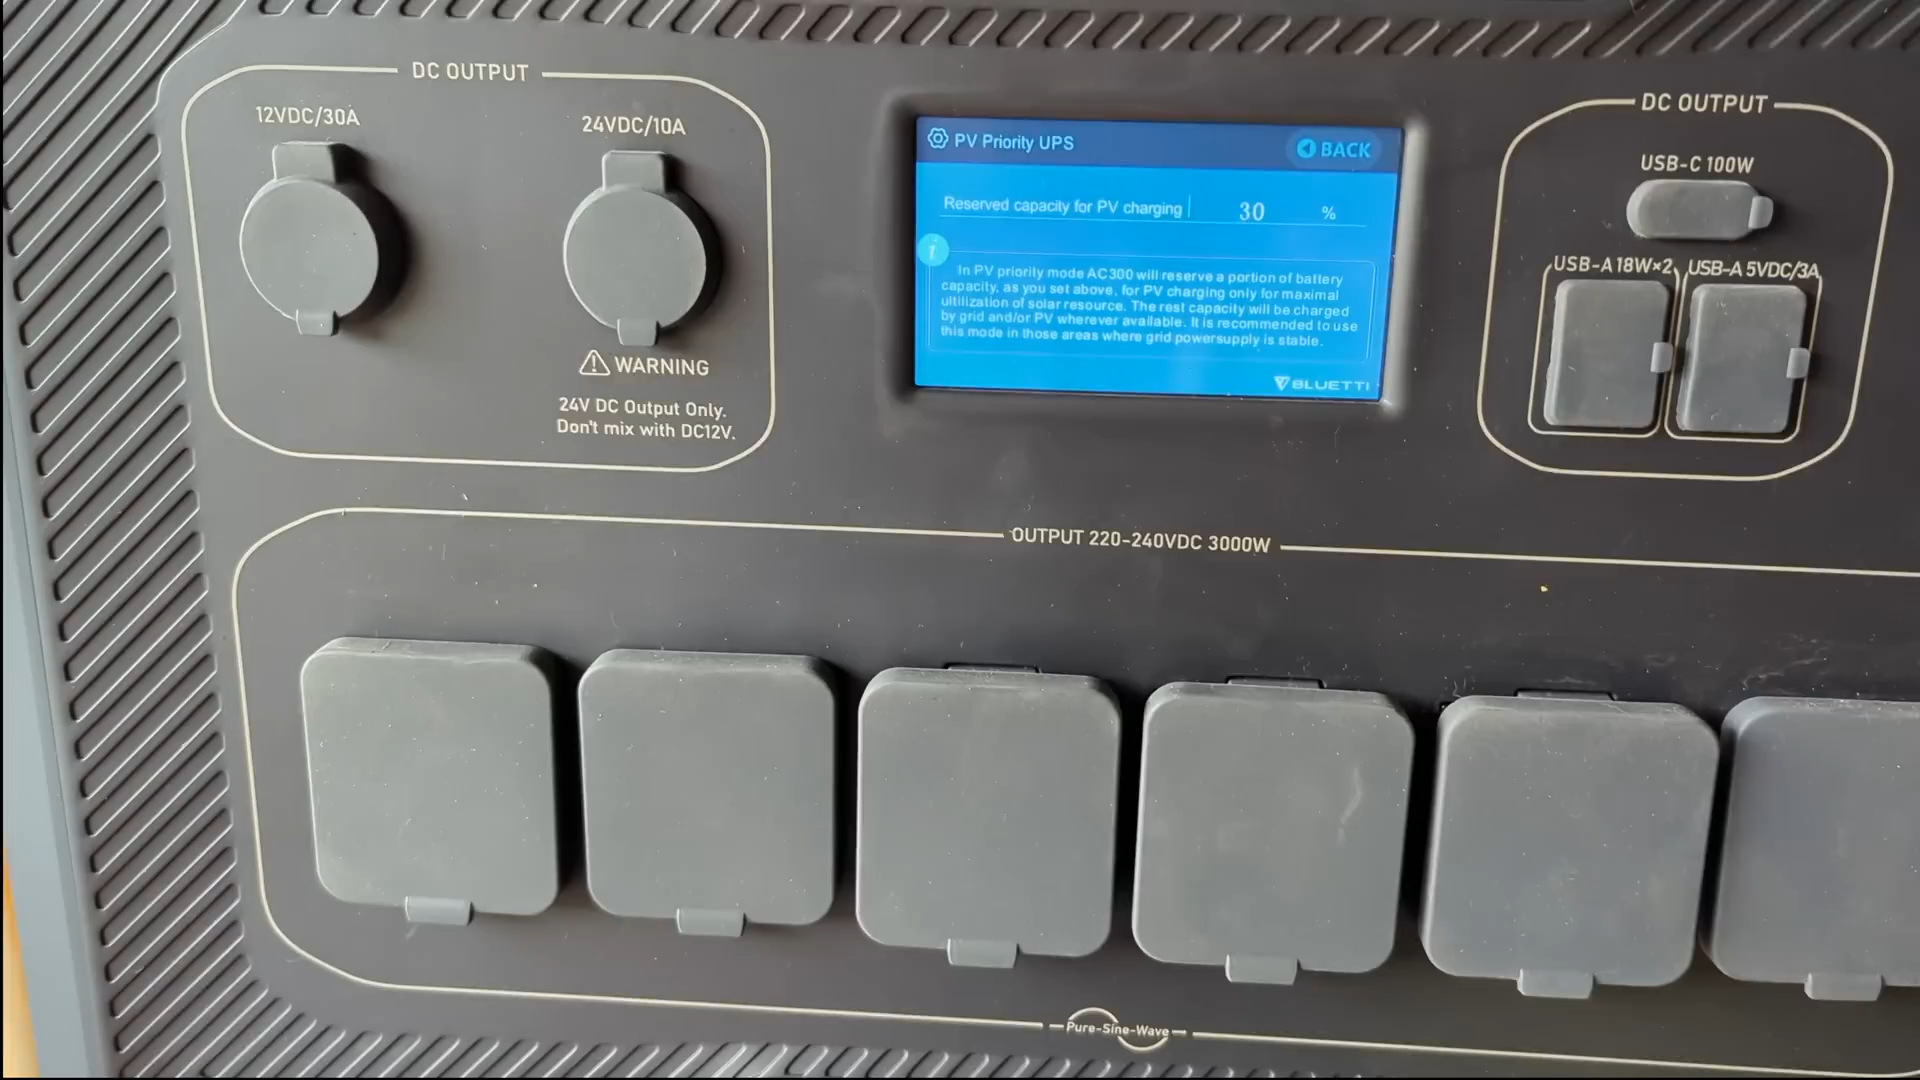 DC OUTPUT
12VDC/30A
24VDC/10A
WARNING
24V DC Output Only.
Don't mix with DC12V.
PV Priority UPS
BACK
Reserved capacity for PV charging 30 %
In PV priority mode AC300 will reserve a portion of battery
capacity, as you set above, for PV charging only for maximal
ultilization of solar resource. The rest capacity will be charged
by grid and/or PV wherever available. It is recommended to use
this mode in those areas where grid powersupply is stable.
BLUETTI
DC OUTPUT
USB-C 100W
USB-A 18W×2
USB-A 5VDC/3A
OUTPUT 220-240VDC 3000W
Pure-Sine-Wave